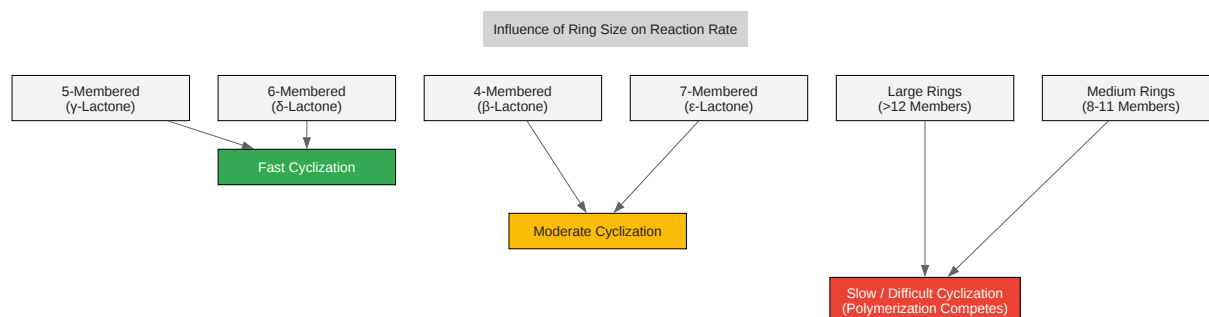 Influence of Ring Size on Reaction Rate
5-Membered
(γ-Lactone)
6-Membered
(δ-Lactone)
4-Membered
(β-Lactone)
7-Membered
(ε-Lactone)
Large Rings
(>12 Members)
Medium Rings
(8-11 Members)
Fast Cyclization
Moderate Cyclization
Slow / Difficult Cyclization
(Polymerization Competes)